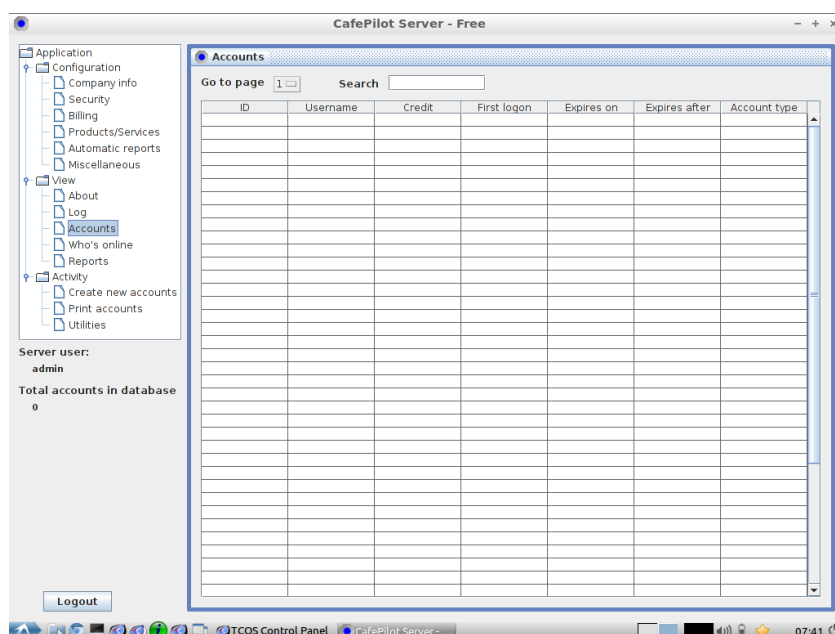 CafePilot Server - Free
Application
Configuration
Company info
Security
Billing
Products/Services
Automatic reports
Miscellaneous
View
About
Log
Accounts
Who's online
Reports
Activity
Create new accounts
Print accounts
Utilities
Server user:
admin
Total accounts in database
0
Logout
Accounts
Go to page 1 Search
ID Username Credit First logon Expires on Expires after Account type
TCOS Control Panel CafePilot Server - 07:41